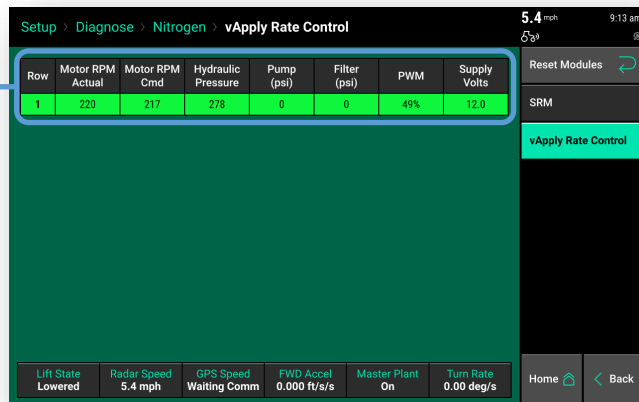 Setup > Diagnose > Nitrogen > vApply Rate Control
5.4 mph 9:13 am
Reset Modules
SRM
vApply Rate Control
Row Motor RPM Actual Motor RPM Cmd Hydraulic Pressure Pump (psi) Filter (psi) PWM Supply Volts
1 220 217 278 0 0 49% 12.0
Lift State Radar Speed GPS Speed FWD Accel Master Plant Turn Rate
Lowered 5.4 mph Waiting Comm 0.000 ft/s/s On 0.00 deg/s
Home < Back